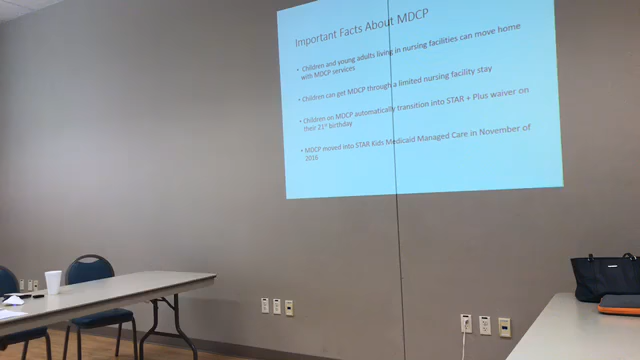 Important Facts About MDCP
• Children and young adults living in nursing facilities can move home
with MDCP services
• Children can get MDCP through a limited nursing facility stay
• Children on MDCP automatically transition into STAR + Plus waiver on
their 21st birthday
• MDCP moved into STAR Kids Medicaid Managed Care in November of
2016